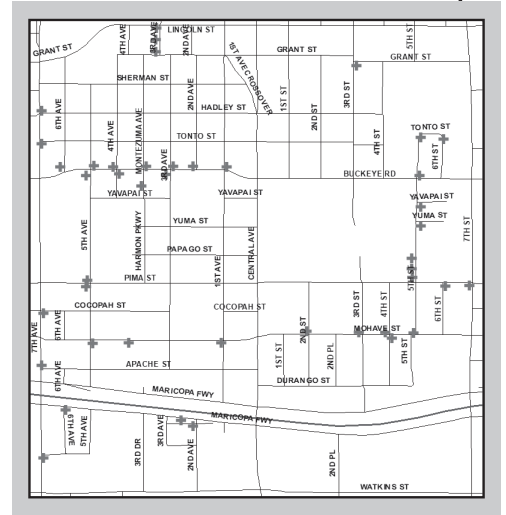 LINCOLN ST
5TH ST
4TH AVE
3RD AVE
2ND AVE
GRANT ST
GRANT ST
GRANT ST
1ST AVE CROSSOVER
SHERMAN ST
3RD ST
2ND AVE
1ST ST
HADLEY ST
2ND ST
6TH AVE
MONTEZUMA AVE
TONTO ST
TONTO ST
4TH AVE
4TH ST
6TH ST
3RD AVE
BUCKEYE RD
YAVAPAI ST
YAVAPAI ST
YAVAPAI ST
YUMA ST
YUMA ST
7TH ST
5TH AVE
HARMON PKWY
PAPAGO ST
CENTRAL AVE
1ST AVE
PIMA ST
5TH ST
COCOPAH ST
COCOPAH ST
3RD ST
4TH ST
6TH ST
7TH AVE
6TH AVE
2ND ST
MOHAVE ST
1ST ST
2ND PL
5TH ST
APACHE ST
6TH AVE
DURANGO ST
MARICOPA FWY
MARICOPA FWY
6TH AVE
5TH AVE
3RD DR
3RD AVE
2ND AVE
2ND PL
WATKINS ST